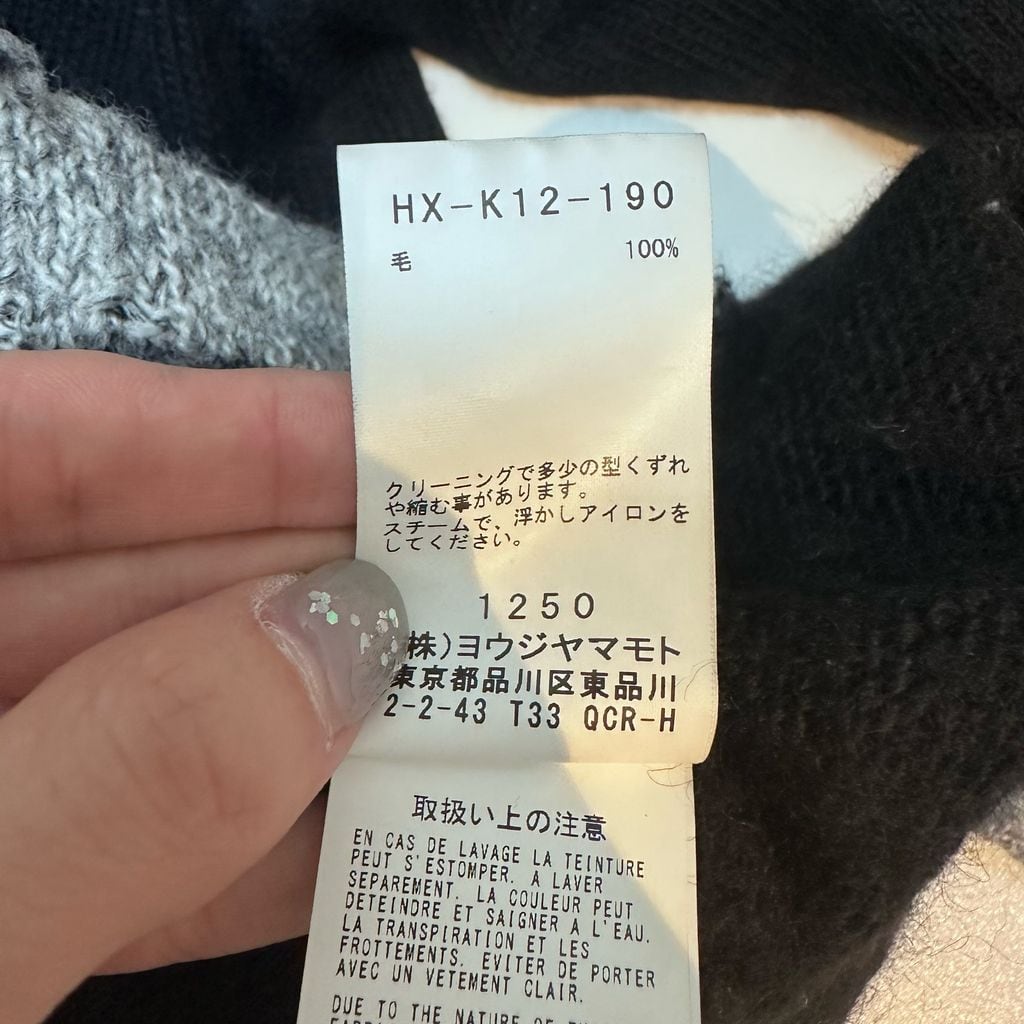 HX-K12-190
毛 100%
クリーニングで多少の型くずれ
や縮む事があります。
スチームで、浮かしアイロンを
してください。
1250
株)ヨウジヤマモト
東京都品川区東品川
2-2-43 T33 QCR-H
取扱い上の注意
EN CAS DE LAVAGE LA TEINTURE
PEUT S'ESTOMPER. A LAVER
SEPAREMENT. LA COULEUR PEUT
DETEINDRE ET SAIGNER A L'EAU.
LA TRANSPIRATION ET LES
FROTTEMENTS. EVITER DE PORTER
AVEC UN VETEMENT CLAIR.
DUE TO THE NATURE OF